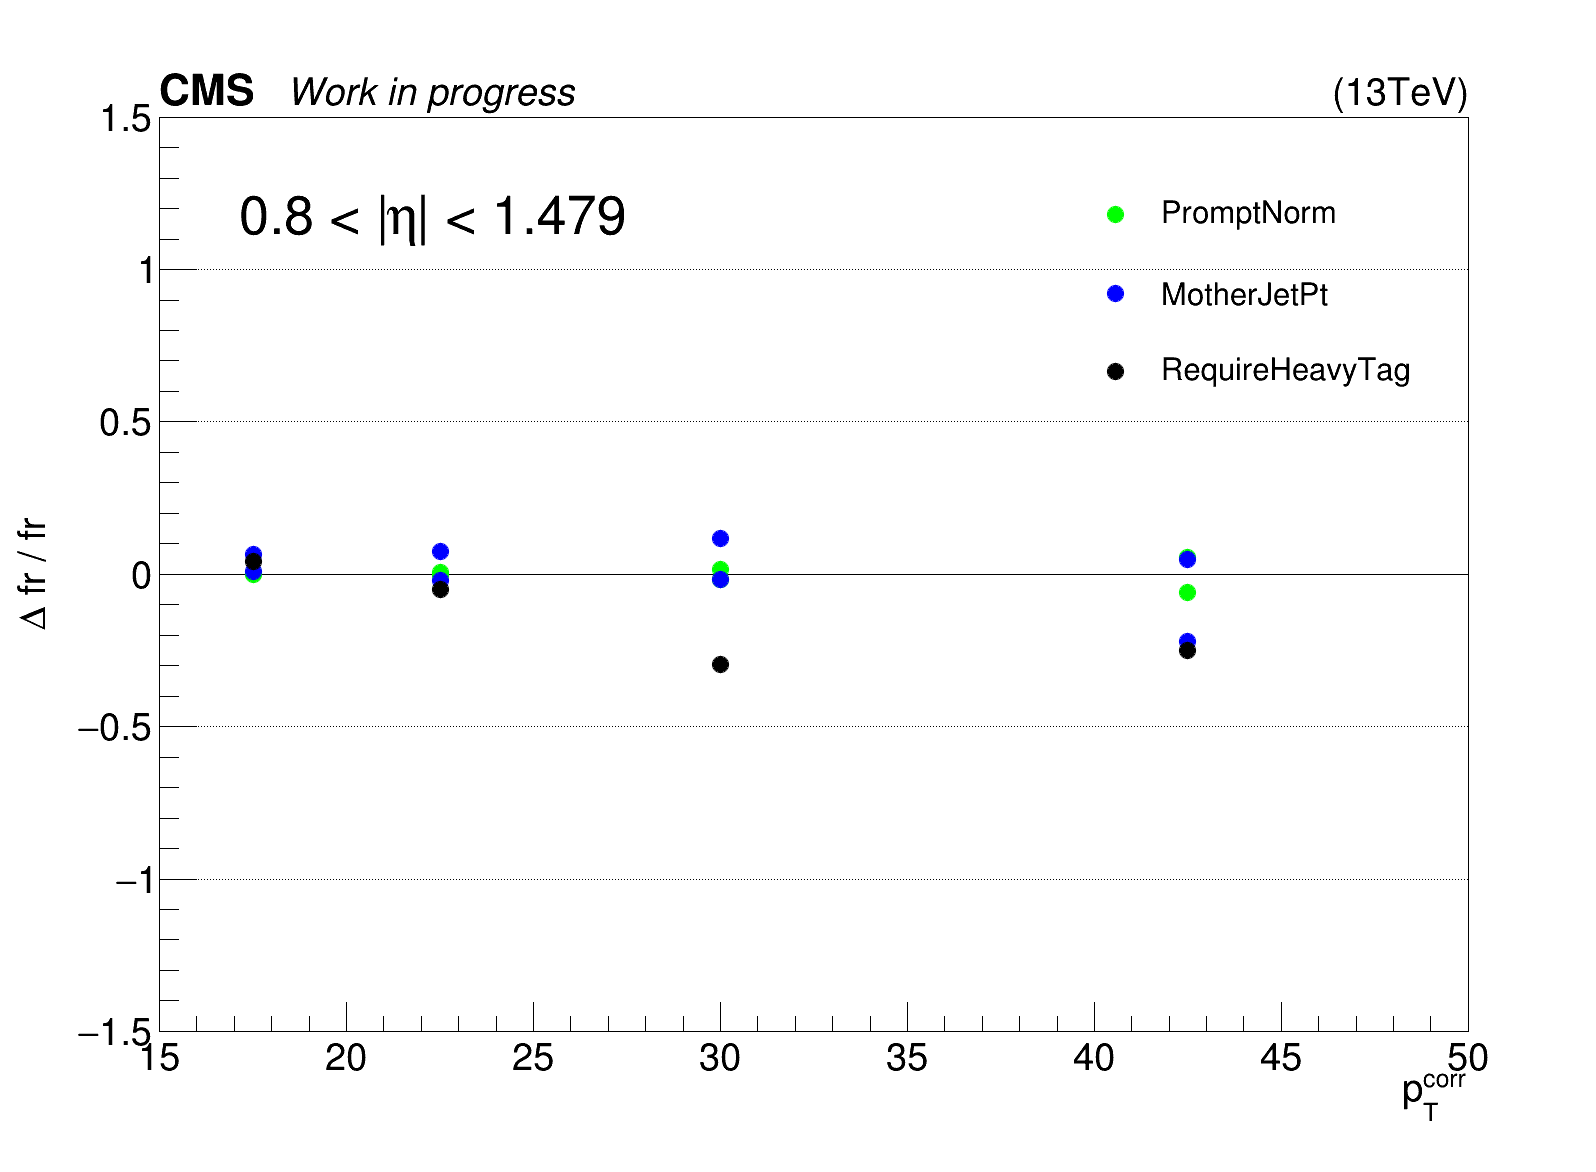 CMS Work in progress (13TeV)
1.5
0.8 < |η| < 1.479
PromptNorm
1
MotherJetPt
RequireHeavyTag
0.5
Δ fr / fr
0
−0.5
−1
−1.5
15 20 25 30 35 40 45 50
p_T^corr